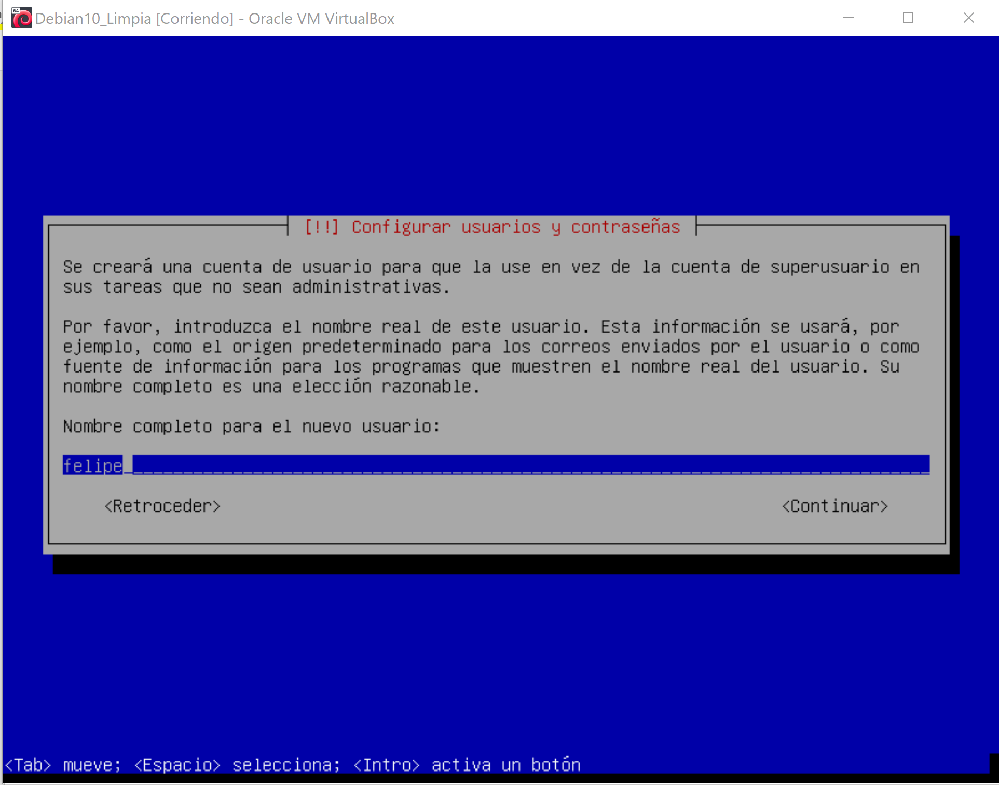 64
Debian10_Limpia [Corriendo] - Oracle VM VirtualBox
[!!] Configurar usuarios y contraseñas
Se creará una cuenta de usuario para que la use en vez de la cuenta de superusuario en
sus tareas que no sean administrativas.
Por favor, introduzca el nombre real de este usuario. Esta información se usará, por
ejemplo, como el origen predeterminado para los correos enviados por el usuario o como
fuente de información para los programas que muestren el nombre real del usuario. Su
nombre completo es una elección razonable.
Nombre completo para el nuevo usuario:
felipe
<Retroceder> <Continuar>
<Tab> mueve; <Espacio> selecciona; <Intro> activa un botón